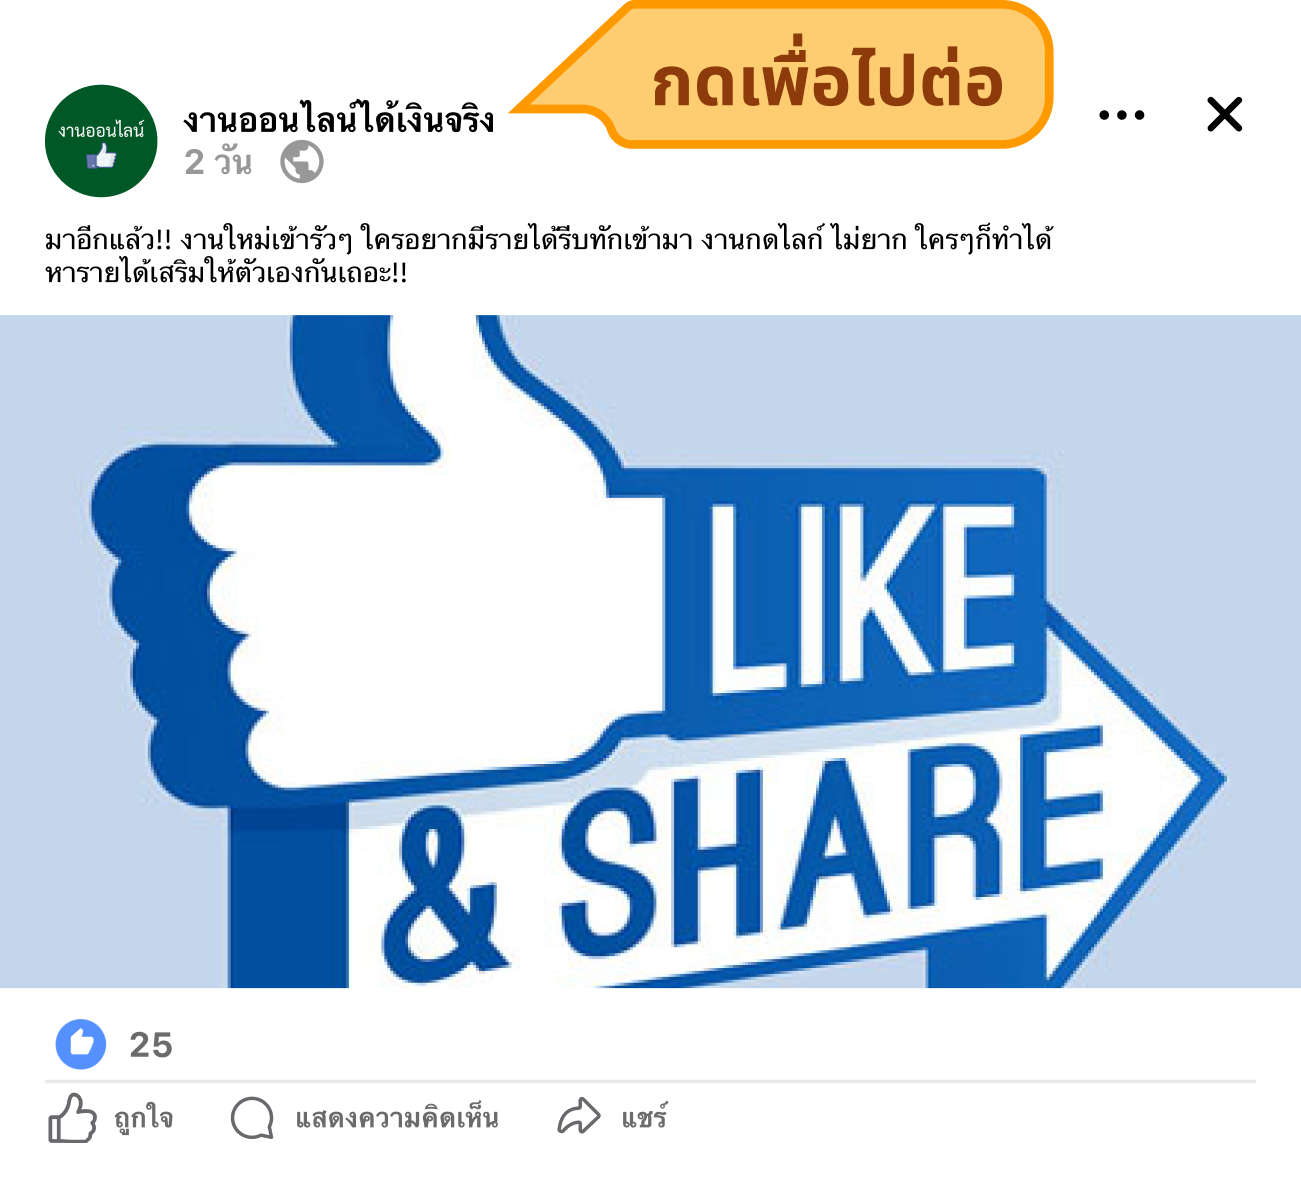 กดเพื่อไปต่อ
งานออนไลน์
งานออนไลน์ได้เงินจริง
2 วัน
มาอีกแล้ว!! งานใหม่เข้ารัวๆ ใครอยากมีรายได้รีบทักเข้ามา งานกดไลก์ ไม่ยาก ใครๆก็ทำได้
หารายได้เสริมให้ตัวเองกันเถอะ!!
LIKE
& SHARE
25
ถูกใจ แสดงความคิดเห็น แชร์